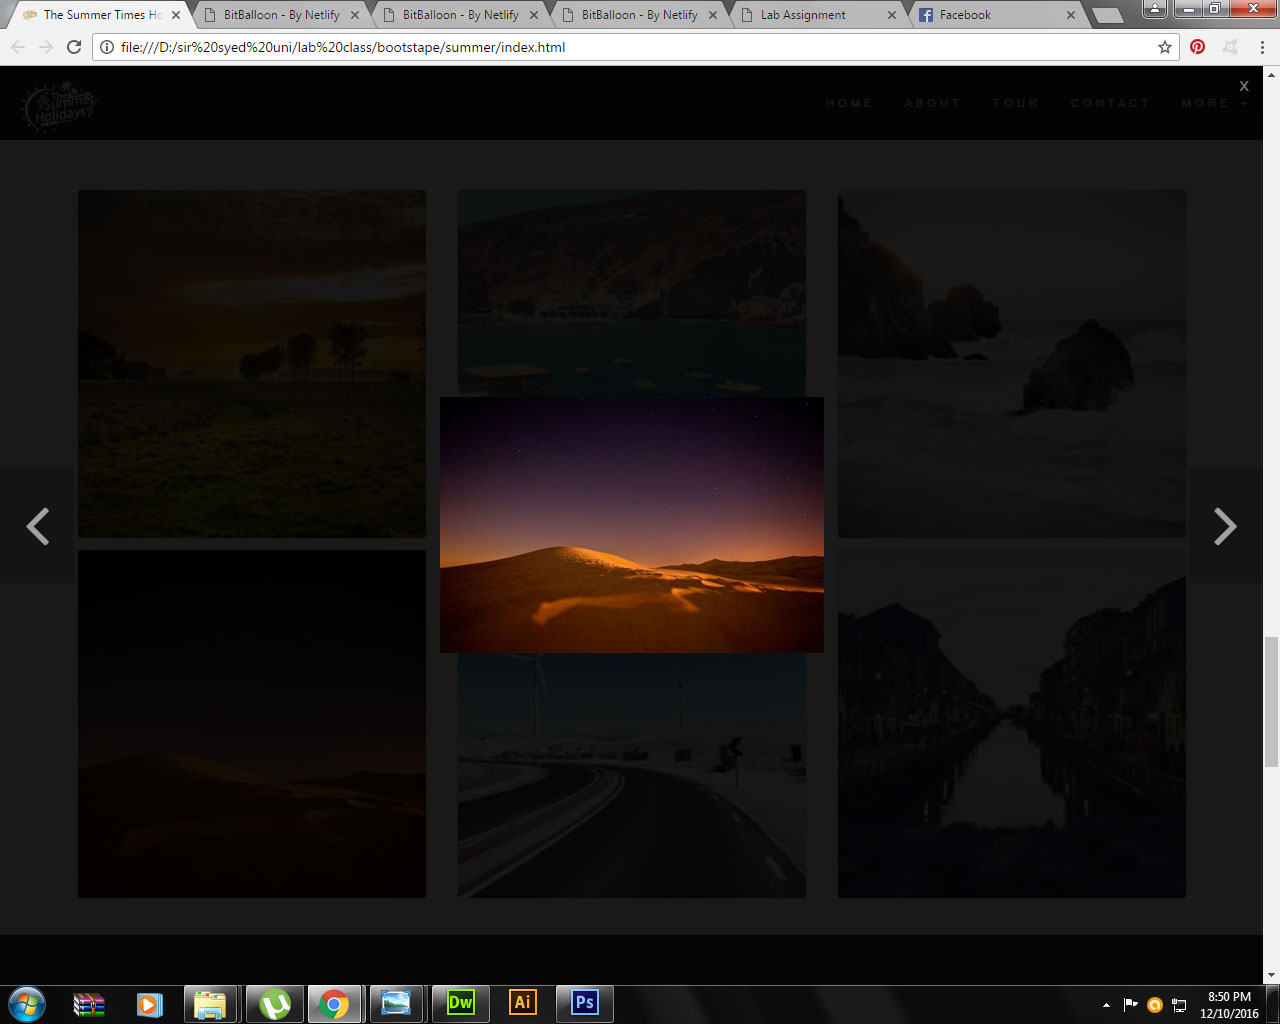 The Summer Times Ho
BitBalloon - By Netlify
BitBalloon - By Netlify
BitBalloon - By Netlify
Lab Assignment
Facebook
file:///D:/sir%20syed%20uni/lab%20class/bootstape/summer/index.html
The
Summer
Holidays
HOME
ABOUT
TOUR
CONTACT
MORE
X
Dw
Ai
Ps
8:50 PM
12/10/2016